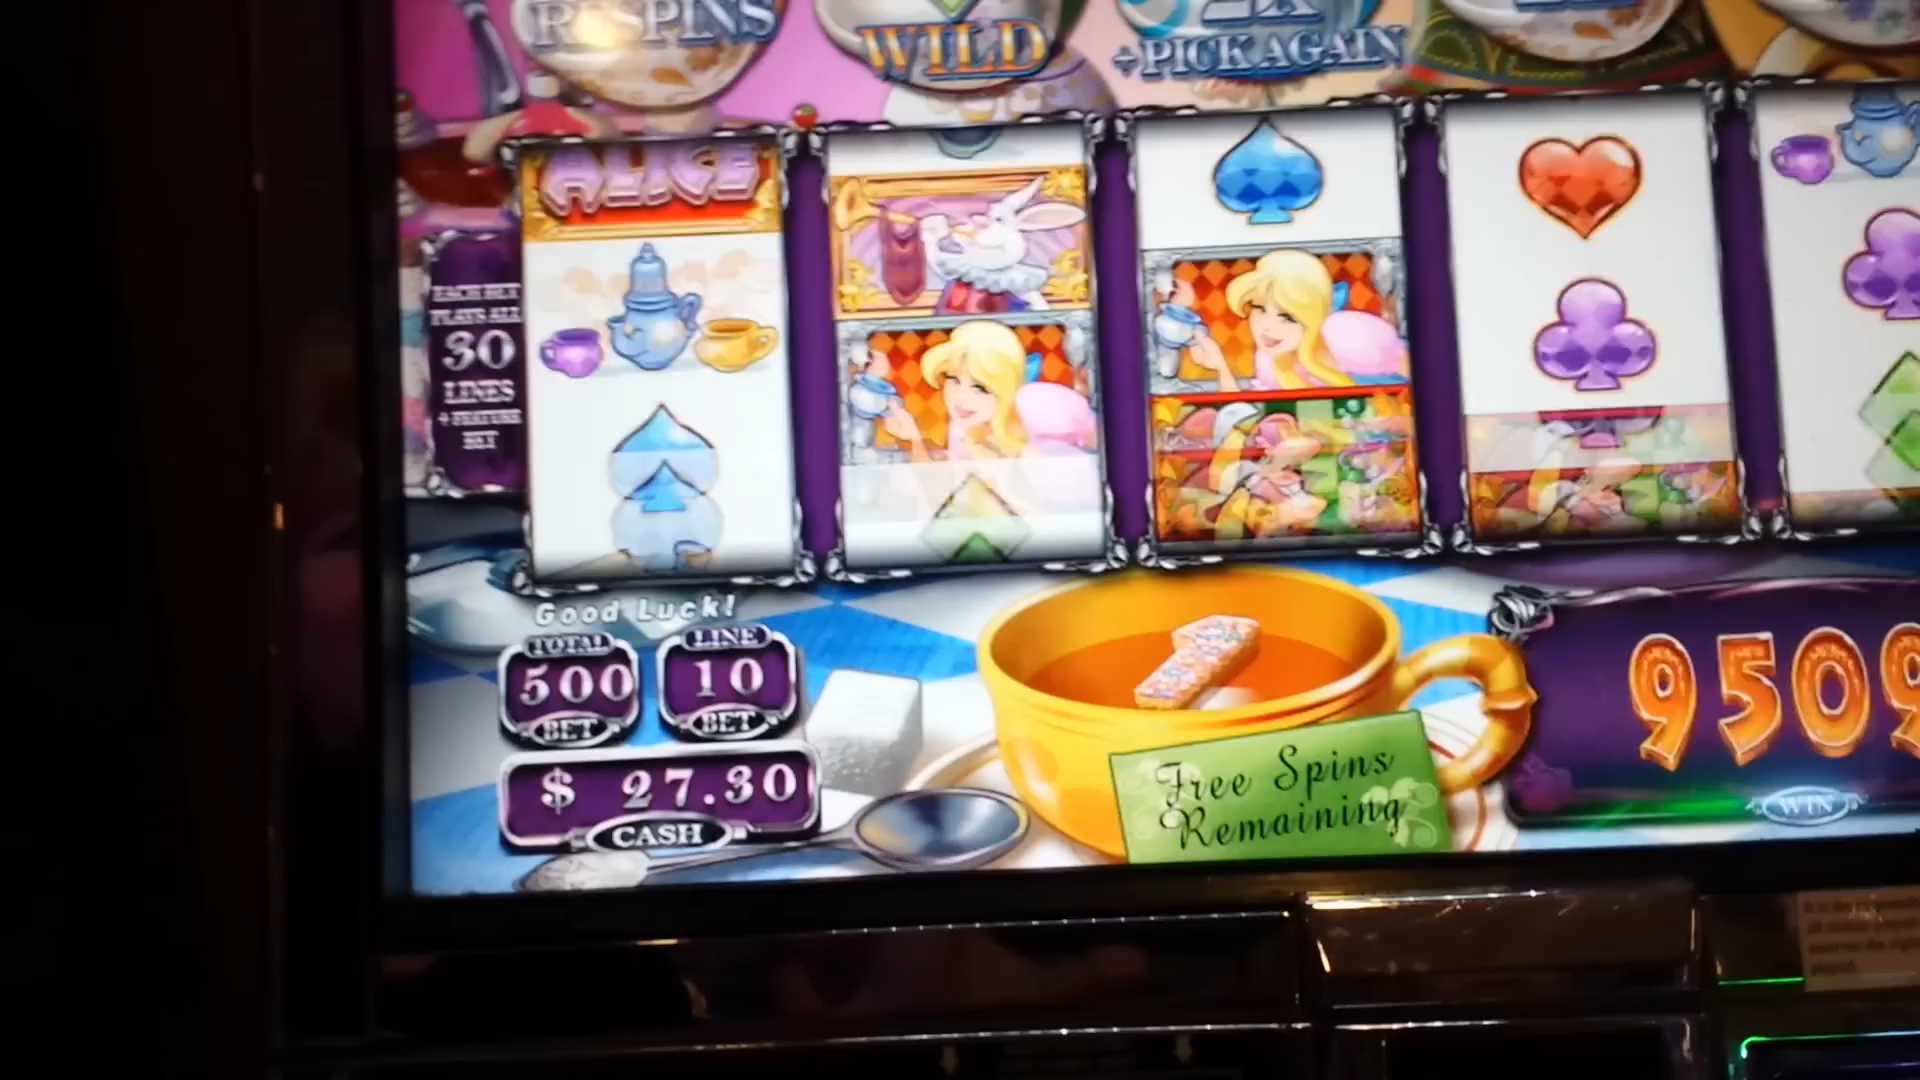 RESPINS
WILD
+PICK AGAIN
ALICE
EACH BET
PLAYS ALL
30
LINES
+ FEATURE
BET
Good Luck!
TOTAL
500
BET
LINE
10
BET
$ 27.30
CASH
Free Spins
Remaining
9509
WIN